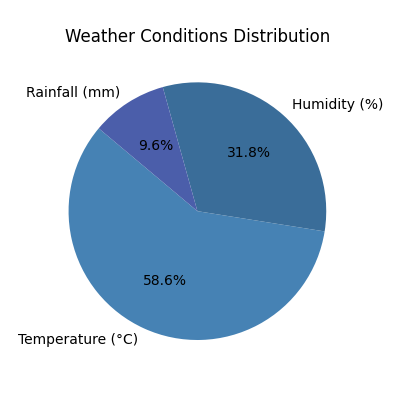 Weather Conditions Distribution
Rainfall (mm)
Humidity (%)
9.6%
31.8%
58.6%
Temperature (°C)